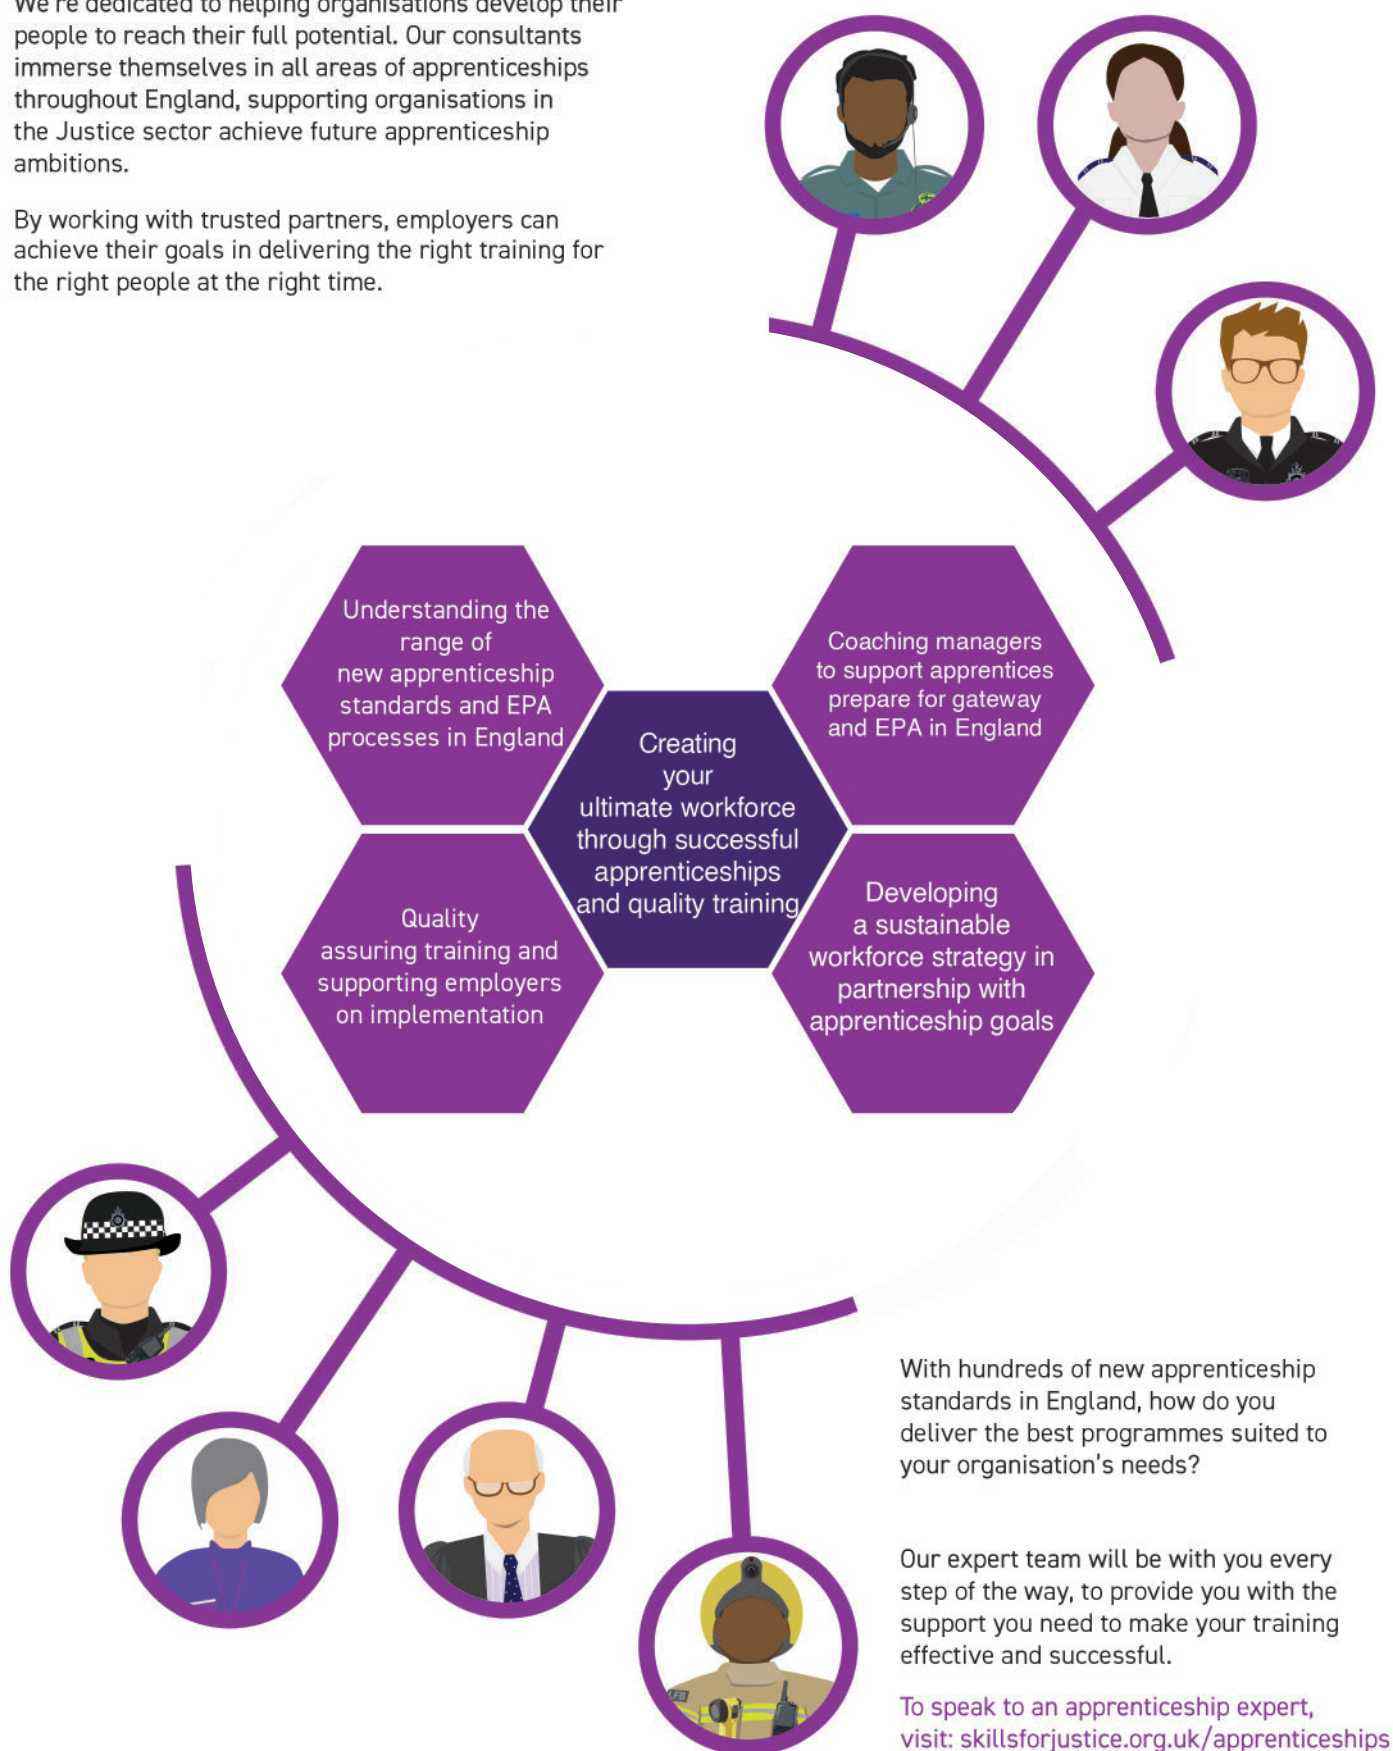 We're dedicated to helping organisations develop their
people to reach their full potential. Our consultants
immerse themselves in all areas of apprenticeships
throughout England, supporting organisations in
the Justice sector achieve future apprenticeship
ambitions.
By working with trusted partners, employers can
achieve their goals in delivering the right training for
the right people at the right time.
Understanding the
range of
new apprenticeship
standards and EPA
processes in England
Coaching managers
to support apprentices
prepare for gateway
and EPA in England
Creating
your
ultimate workforce
through successful
apprenticeships
and quality training
Quality
assuring training and
supporting employers
on implementation
Developing
a sustainable
workforce strategy in
partnership with
apprenticeship goals
With hundreds of new apprenticeship
standards in England, how do you
deliver the best programmes suited to
your organisation's needs?
Our expert team will be with you every
step of the way, to provide you with the
support you need to make your training
effective and successful.
To speak to an apprenticeship expert,
visit: skillsforjustice.org.uk/apprenticeships